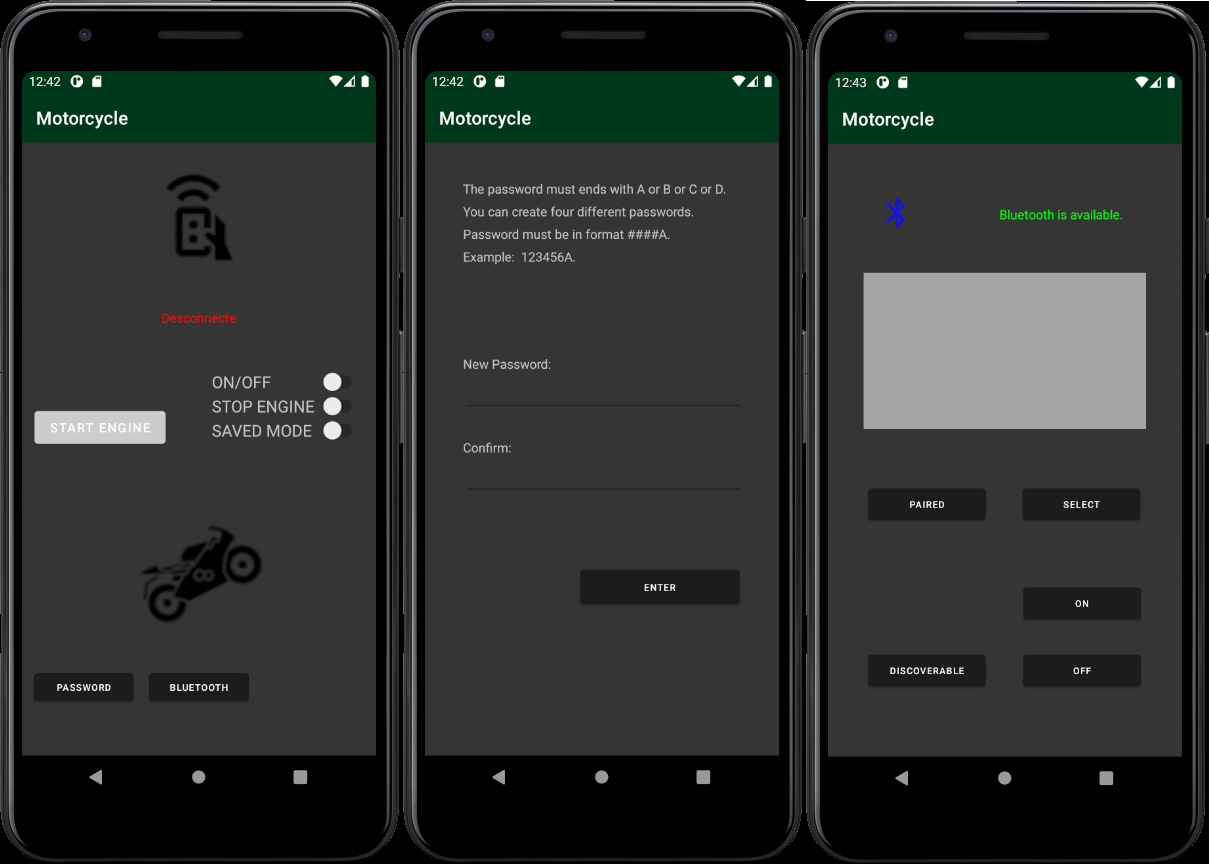 12:42
Motorcycle
Desconnecte
ON/OFF
STOP ENGINE
SAVED MODE
START ENGINE
PASSWORD
BLUETOOTH
12:42
Motorcycle
The password must ends with A or B or C or D.
You can create four different passwords.
Password must be in format ####A.
Example: 123456A.
New Password:
Confirm:
ENTER
12:43
Motorcycle
Bluetooth is available.
PAIRED
SELECT
ON
DISCOVERABLE
OFF